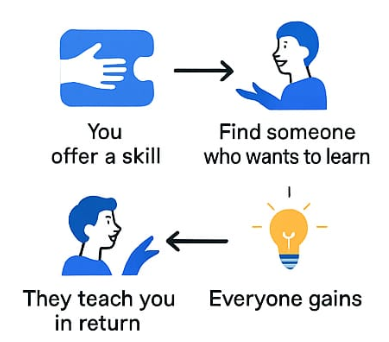 You
offer a skill
Find someone
who wants to learn
They teach you
in return
Everyone gains